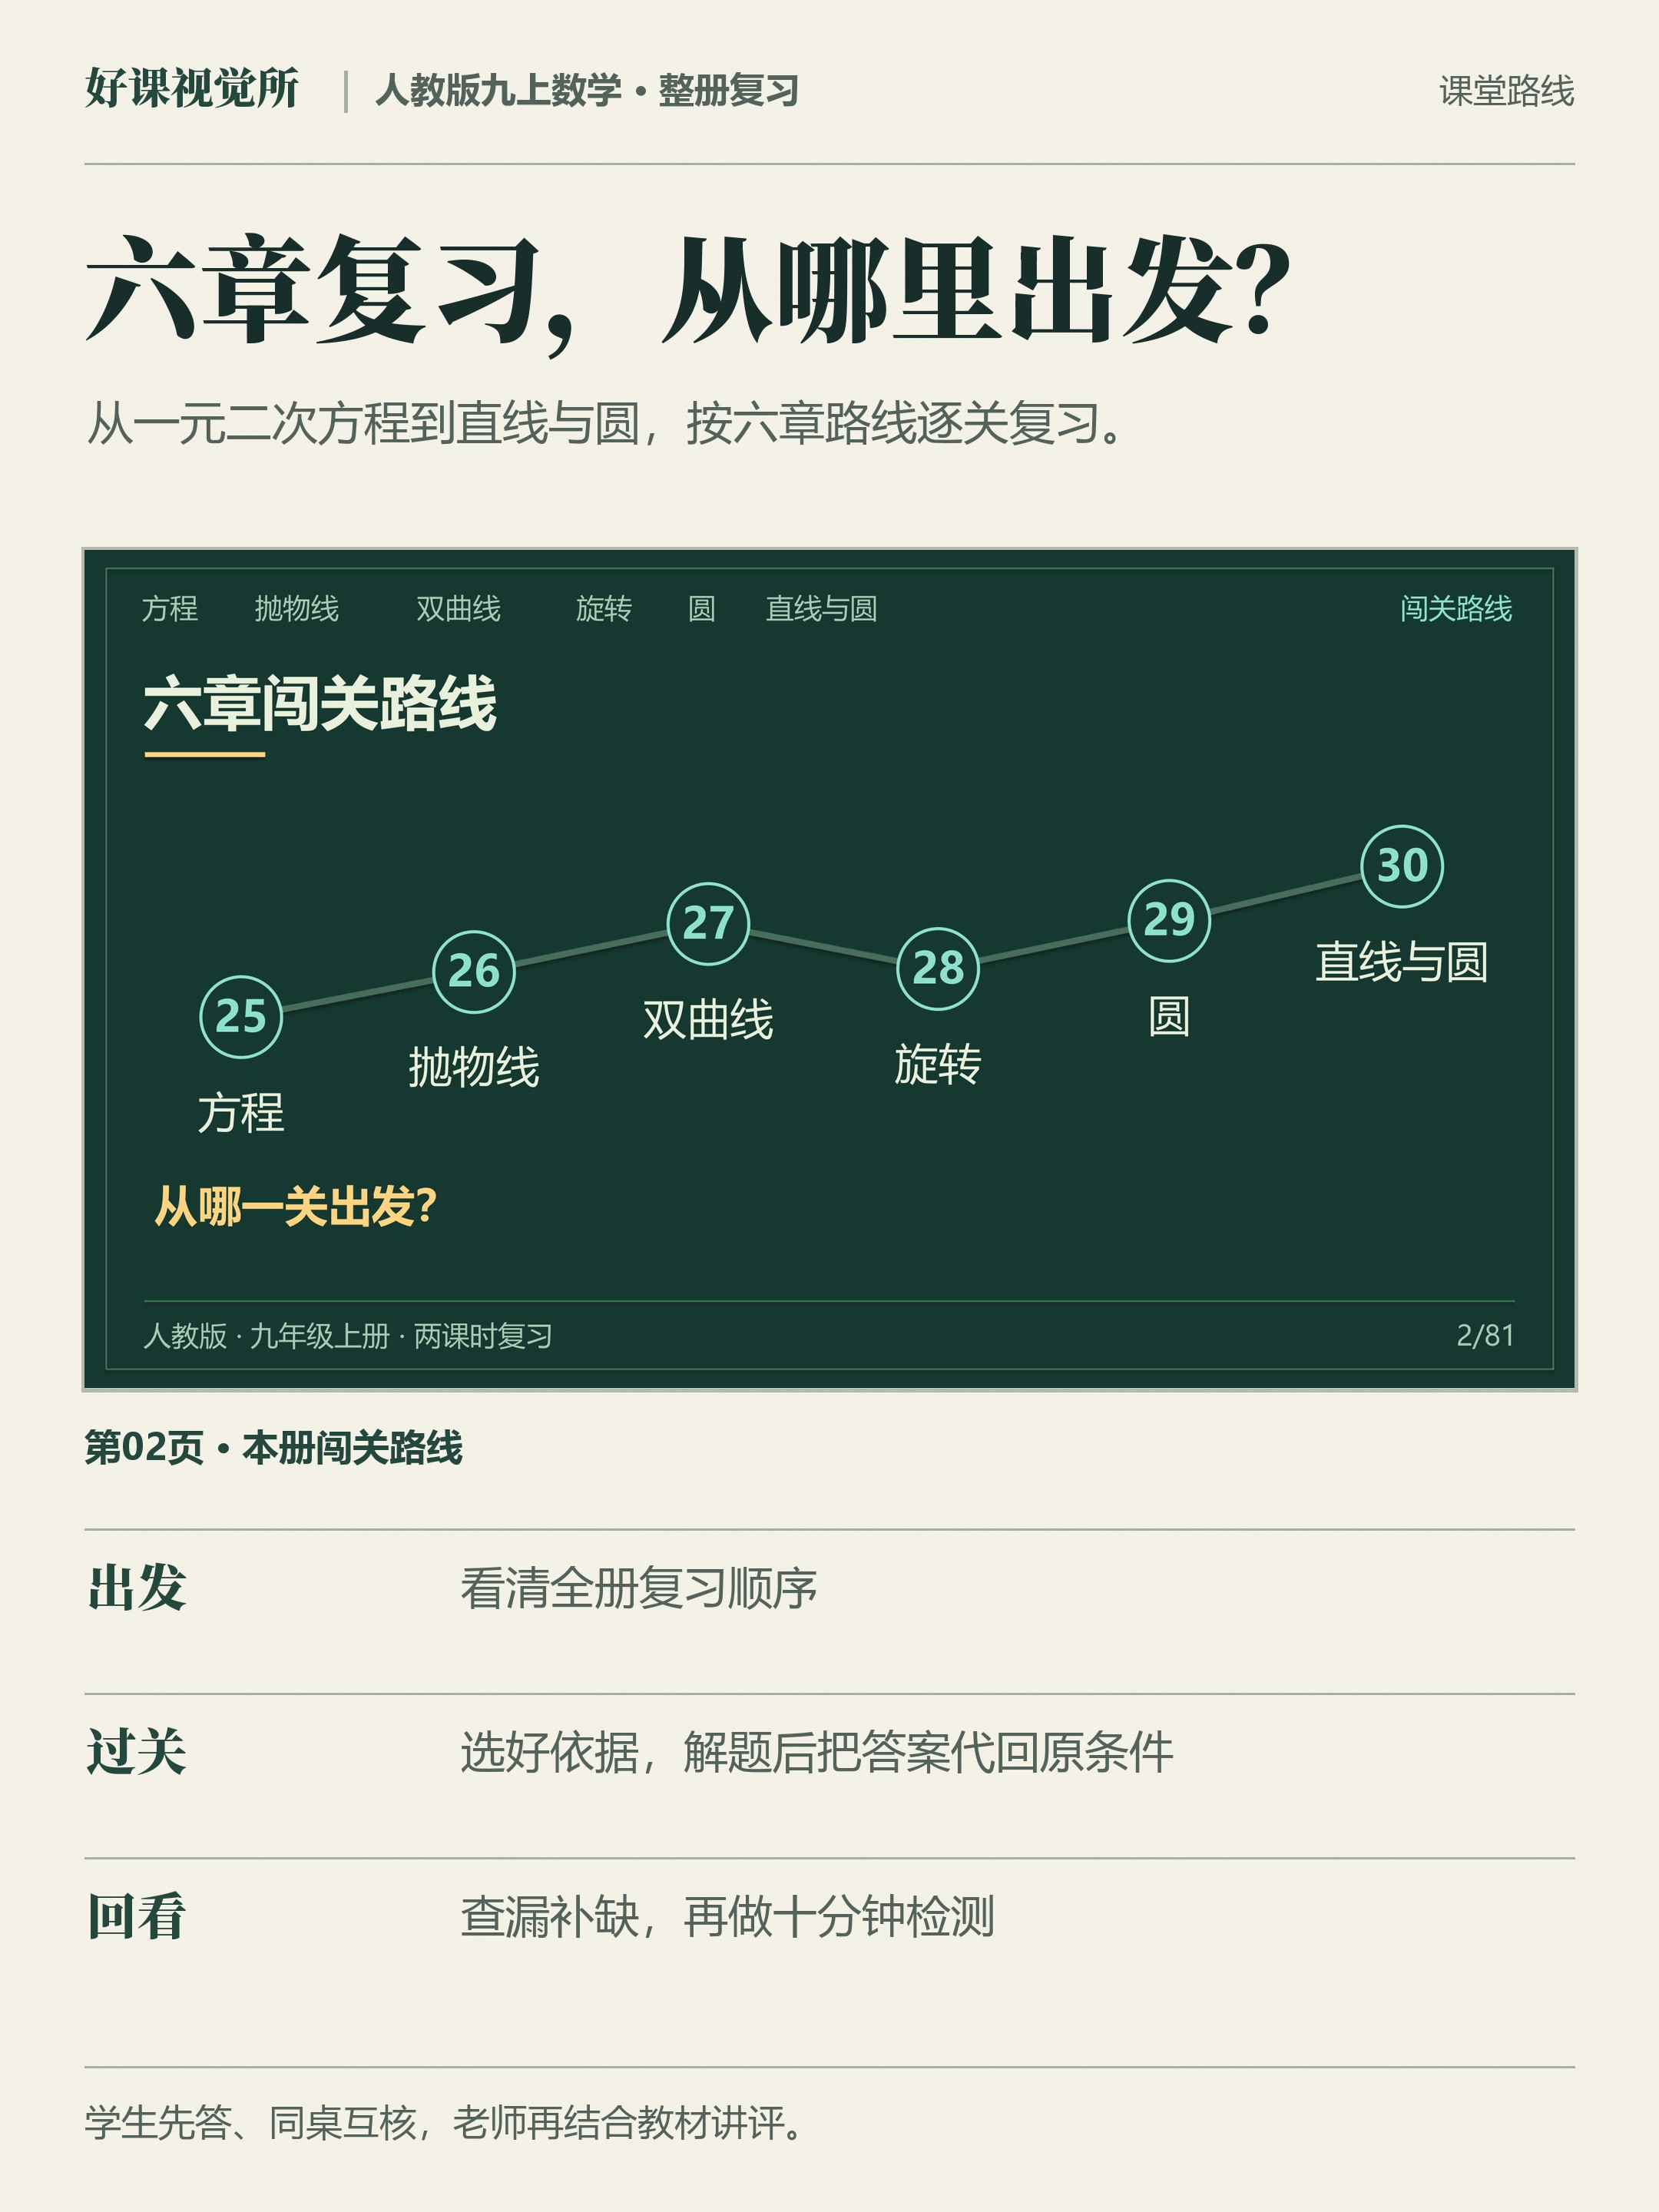 好课视觉所 | 人教版九上数学 • 整册复习 课堂路线
六章复习，从哪里出发？
从一元二次方程到直线与圆，按六章路线逐关复习。
方程 抛物线 双曲线 旋转 圆 直线与圆 闯关路线
六章闯关路线
25 方程
26 抛物线
27 双曲线
28 旋转
29 圆
30 直线与圆
从哪一关出发？
人教版 · 九年级上册 · 两课时复习 2/81
第02页 • 本册闯关路线
出发 看清全册复习顺序
过关 选好依据，解题后把答案代回原条件
回看 查漏补缺，再做十分钟检测
学生先答、同桌互核，老师再结合教材讲评。